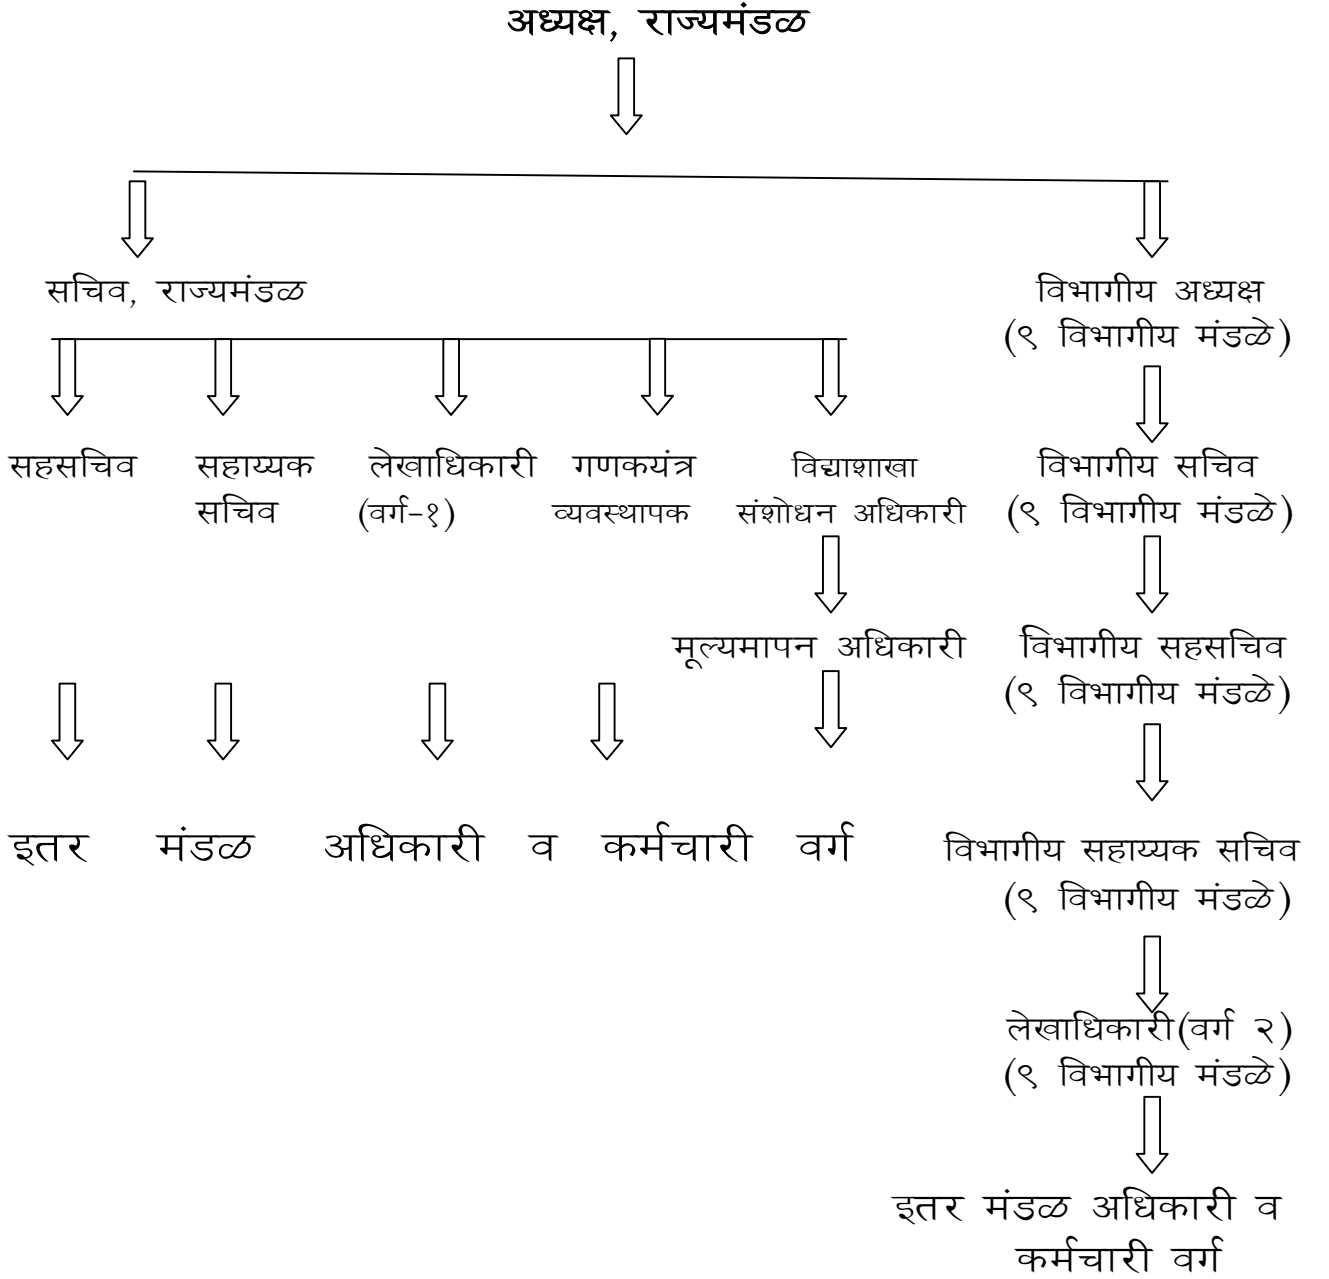 अध्यक्ष, राज्यमंडळ
सचिव, राज्यमंडळ
विभागीय अध्यक्ष
(९ विभागीय मंडळे)
सहसचिव
सहाय्यक
सचिव
लेखाधिकारी
(वर्ग-१)
गणकयंत्र
व्यवस्थापक
विद्याशाखा
संशोधन अधिकारी
विभागीय सचिव
(९ विभागीय मंडळे)
मूल्यमापन अधिकारी
विभागीय सहसचिव
(९ विभागीय मंडळे)
इतर मंडळ अधिकारी व कर्मचारी वर्ग
विभागीय सहाय्यक सचिव
(९ विभागीय मंडळे)
लेखाधिकारी(वर्ग २)
(९ विभागीय मंडळे)
इतर मंडळ अधिकारी व
कर्मचारी वर्ग